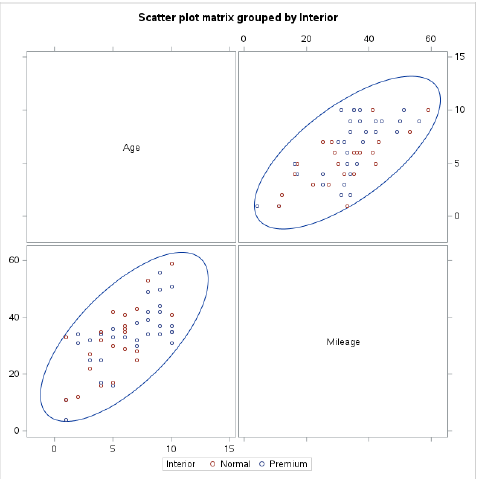 Scatter plot matrix grouped by Interior
0 20 40 60
15
Age
10
5
0
60
40
Mileage
20
0
0 5 10 15
Interior Normal Premium